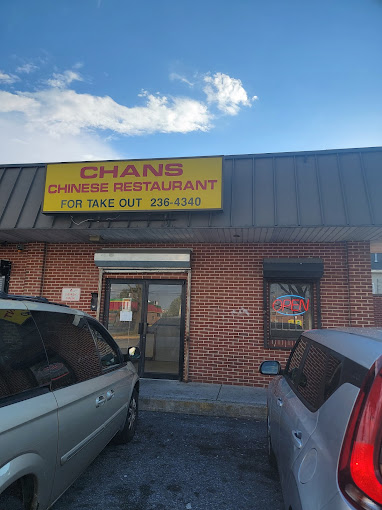 CHANS
CHINESE RESTAURANT
FOR TAKE OUT 236-4340
OPEN